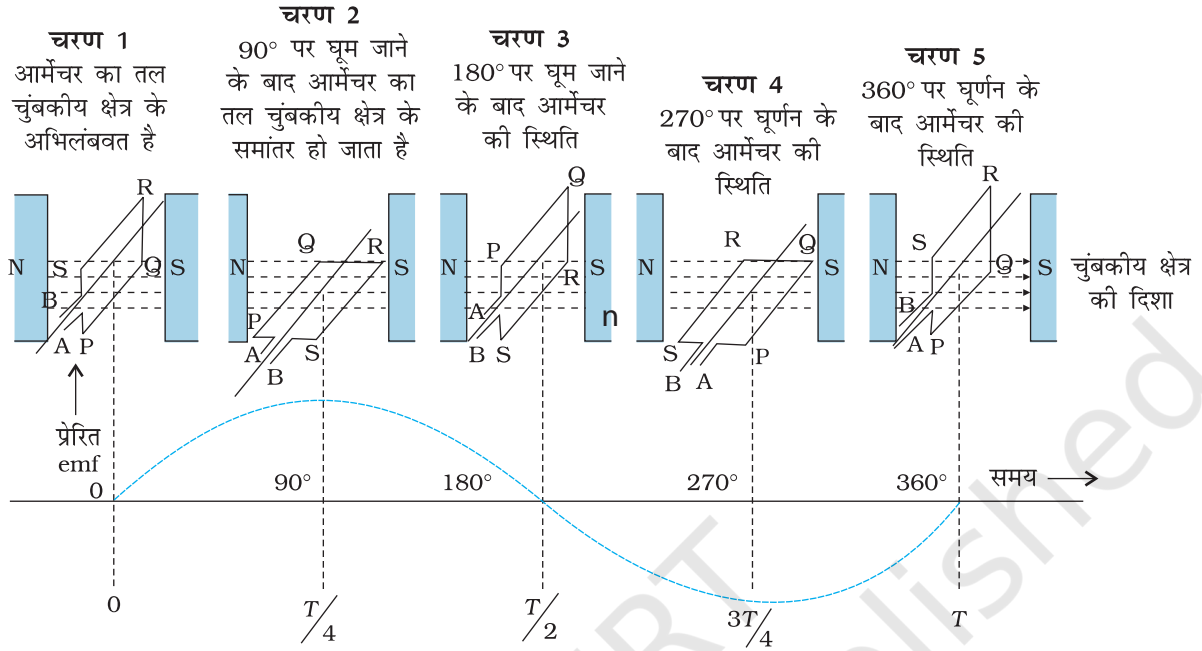 चरण 1
आर्मेचर का तल
चुंबकीय क्षेत्र के
अभिलंबवत है
चरण 2
90° पर घूम जाने
के बाद आर्मेचर का
तल चुंबकीय क्षेत्र के
समांतर हो जाता है
चरण 3
180° पर घूम जाने
के बाद आर्मेचर
की स्थिति
चरण 4
270° पर घूर्णन के
बाद आर्मेचर की
स्थिति
चरण 5
360° पर घूर्णन के
बाद आर्मेचर की
स्थिति
N S B A P Q R S
N P A B S Q R S
N A B S P Q R S
n
S B A P R Q S
N S B A P Q R S
चुंबकीय क्षेत्र
की दिशा
प्रेरित
emf
0
90°
180°
270°
360°
समय
0
T/4
T/2
3T/4
T
RT
lished